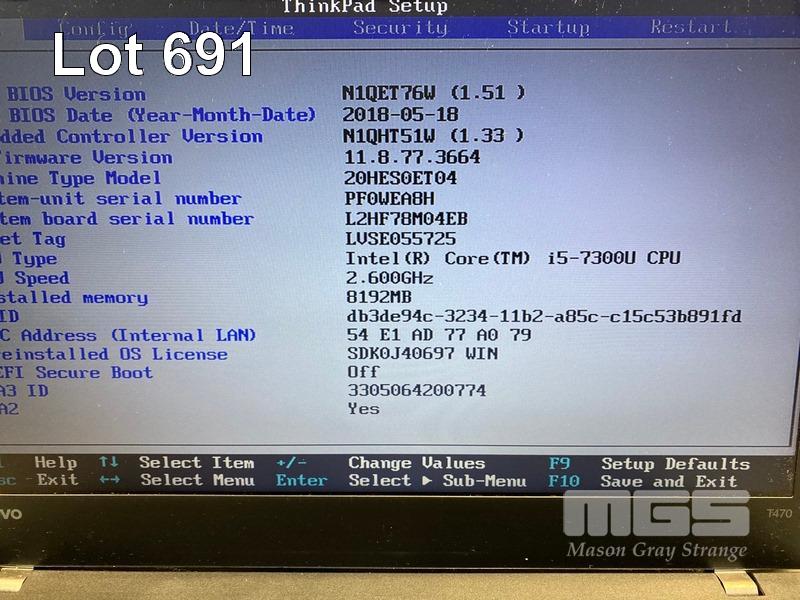 ThinkPad Setup
Config Date/Time Security Startup Restart
Lot 691
BIOS Version N1QET76W (1.51 )
BIOS Date (Year-Month-Date) 2018-05-18
dded Controller Version N1QHT51W (1.33 )
irmware Version 11.8.77.3664
ine Type Model 20HES0ET04
tem-unit serial number PF0WEA8H
tem board serial number L2HF78M04EB
et Tag LVSE055725
Type Intel(R) Core(TM) i5-7300U CPU
Speed 2.600GHz
stalled memory 8192MB
ID db3de94c-3234-11b2-a85c-c15c53b891fd
C Address (Internal LAN) 54 E1 AD 77 A0 79
reinstalled OS License SDK0J40697 WIN
EFI Secure Boot Off
A3 ID 3305064200774
A2 Yes
Help ↑↓ Select Item +/- Change Values F9 Setup Defaults
sc Exit ↔ Select Menu Enter Select ▶ Sub-Menu F10 Save and Exit
VO T470
MGS
Mason Gray Strange